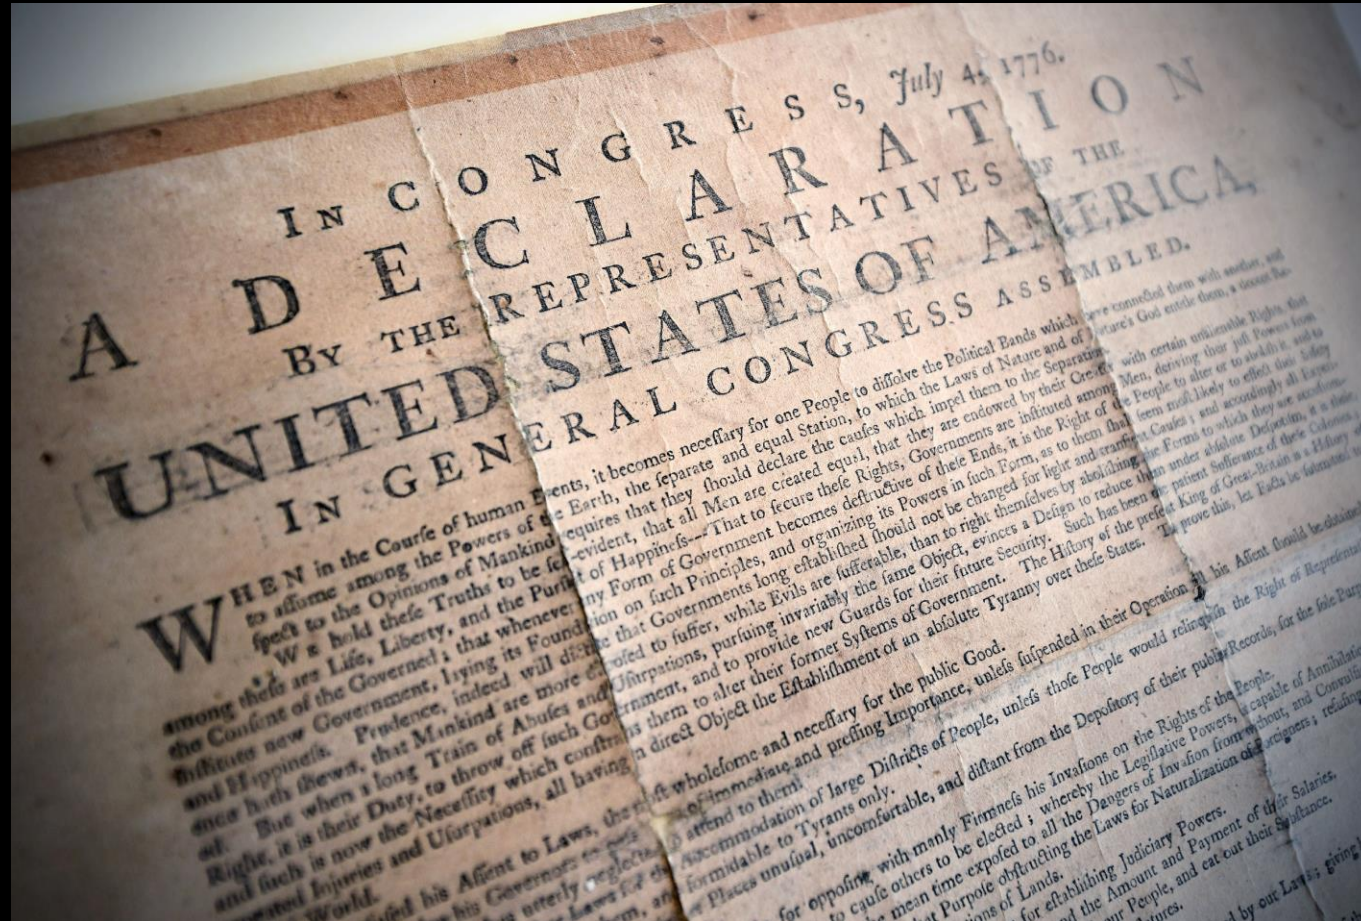 IN CONGRESS, July 4, 1776.
A DECLARATION
BY THE REPRESENTATIVES OF THE
UNITED STATES OF AMERICA,
IN GENERAL CONGRESS ASSEMBLED.
WHEN in the Courſe of human Events, it becomes neceſſary for one People to diſſolve the Political Bands which have connected them with another, and
to aſſume among the Powers of the Earth, the ſeparate and equal Station, to which the Laws of Nature and of Nature's God entitle them, a decent Re-
ſpect to the Opinions of Mankind requires that they ſhould declare the cauſes which impel them to the Separation
We hold theſe Truths to be ſelf-evident, that all Men are created equal, that they are endowed by their Creator with certain unalienable Rights, that
among theſe are Life, Liberty, and the Purſuit of Happineſs---That to ſecure theſe Rights, Governments are inſtituted among Men, deriving their juſt Powers from
the Conſent of the Governed, that whenever any Form of Government becomes deſtructive of theſe Ends, it is the Right of the People to alter or to aboliſh it, and to
inſtitute new Government, laying its Foundation on ſuch Principles, and organizing its Powers in ſuch Form, as to them ſhall ſeem moſt likely to effect their Safety
and Happineſs. Prudence, indeed will dictate that Governments long eſtabliſhed ſhould not be changed for light and tranſient Cauſes; and accordingly all Experi-
ence hath ſhewn, that Mankind are more diſpoſed to ſuffer, while Evils are ſufferable, than to right themſelves by aboliſhing the Forms to which they are accuſtom-
ed. But when a long Train of Abuſes and Uſurpations, purſuing invariably the ſame Object, evinces a Deſign to reduce them under abſolute Deſpotiſm, it is their
Right, it is their Duty, to throw off ſuch Government, and to provide new Guards for their future Security. Such has been the patient Sufferance of theſe Colonies
and ſuch is now the Neceſſity which conſtrains them to alter their former Syſtems of Government. The Hiſtory of the preſent King of Great-Britain is a Hiſtory
repeated Injuries and Uſurpations, all having in direct Object the Eſtabliſhment of an abſolute Tyranny over theſe States. To prove this, let Facts be ſubmitted
World.
his Aſſent to Laws, the moſt wholeſome and neceſſary for the public Good.
his Governors to of immediate and preſſing Importance, unleſs ſuſpended in their Operation his Aſſent ſhould be obtained
utterly neglected to attend to them.
Laws for the Accommodation of large Diſtricts of People, unleſs thoſe People would relinquiſh the Right of Repreſentation
formidable to Tyrants only.
Places unuſual, uncomfortable, and diſtant from the Depoſitory of their public Records, for the ſole Purpoſe
for oppoſing with manly Firmneſs his Invaſions on the Rights of the People.
to cauſe others to be elected; whereby the Legiſlative Powers, incapable of Annihilation
mean time expoſed to all the Dangers of Invaſion from without, and Convulſions
that Purpoſe obſtructing the Laws for Naturalization of Foreigners; refuſing
of Lands.
for eſtabliſhing Judiciary Powers.
the Amount and Payment of their Salaries.
our People, and eat out their Subſtance.
by our Laws; giving